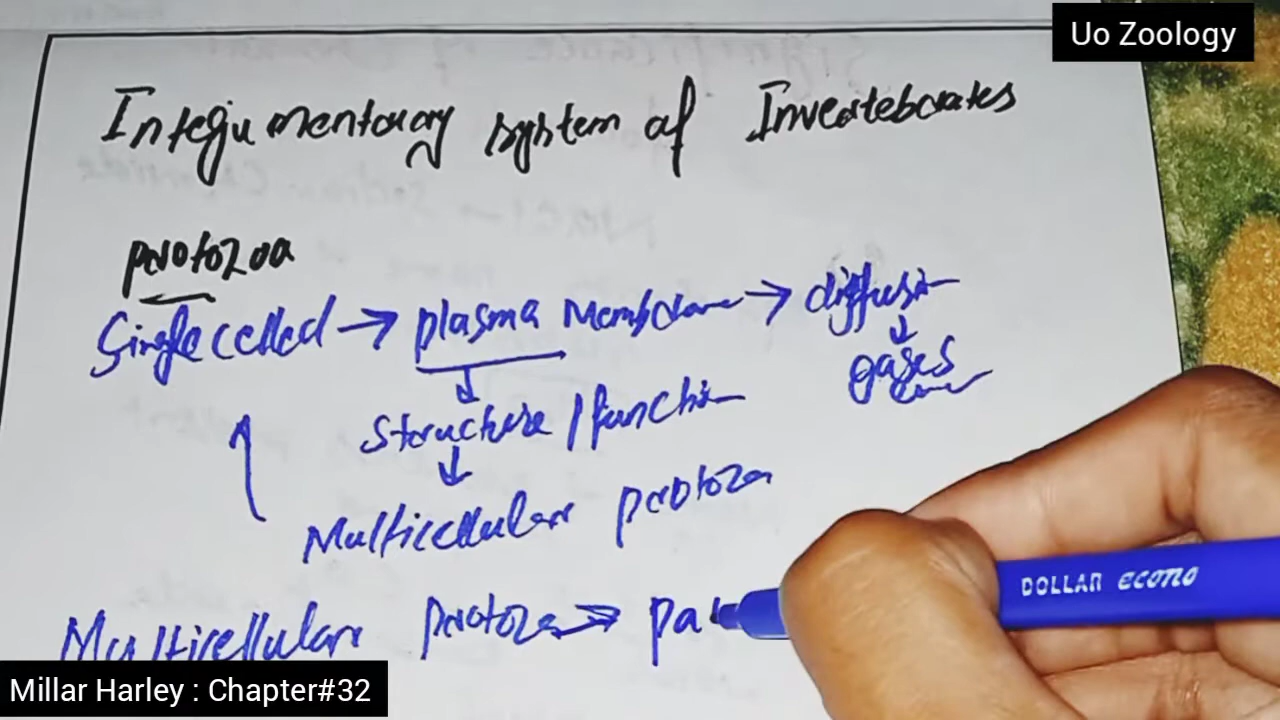 Uo Zoology
Integumentary system of Invertebrates
protozoa
Single celled → plasma Membrane → diffusion
↓
gases
↓
Structure / function
↓
Multicellular protozoa
Multicellular protoza → pa
DOLLAR econo
Millar Harley : Chapter#32